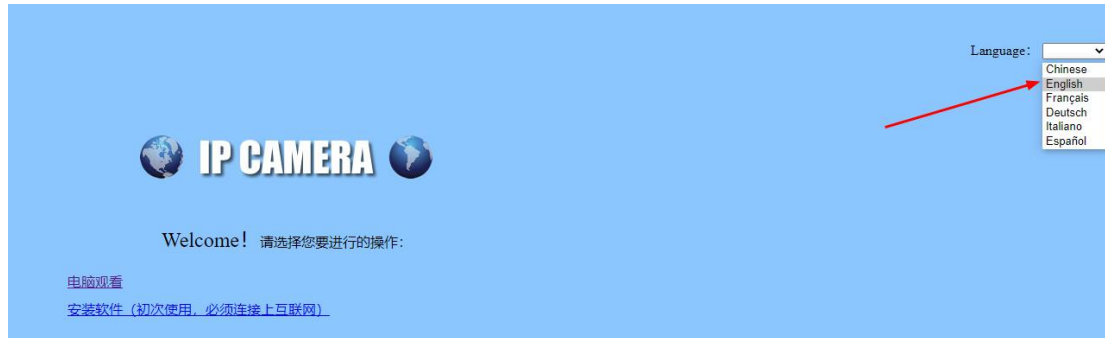 Language：
Chinese
English
Français
Deutsch
Italiano
Español
IP CAMERA
Welcome！ 请选择您要进行的操作：
电脑观看
安装软件（初次使用，必须连接上互联网）